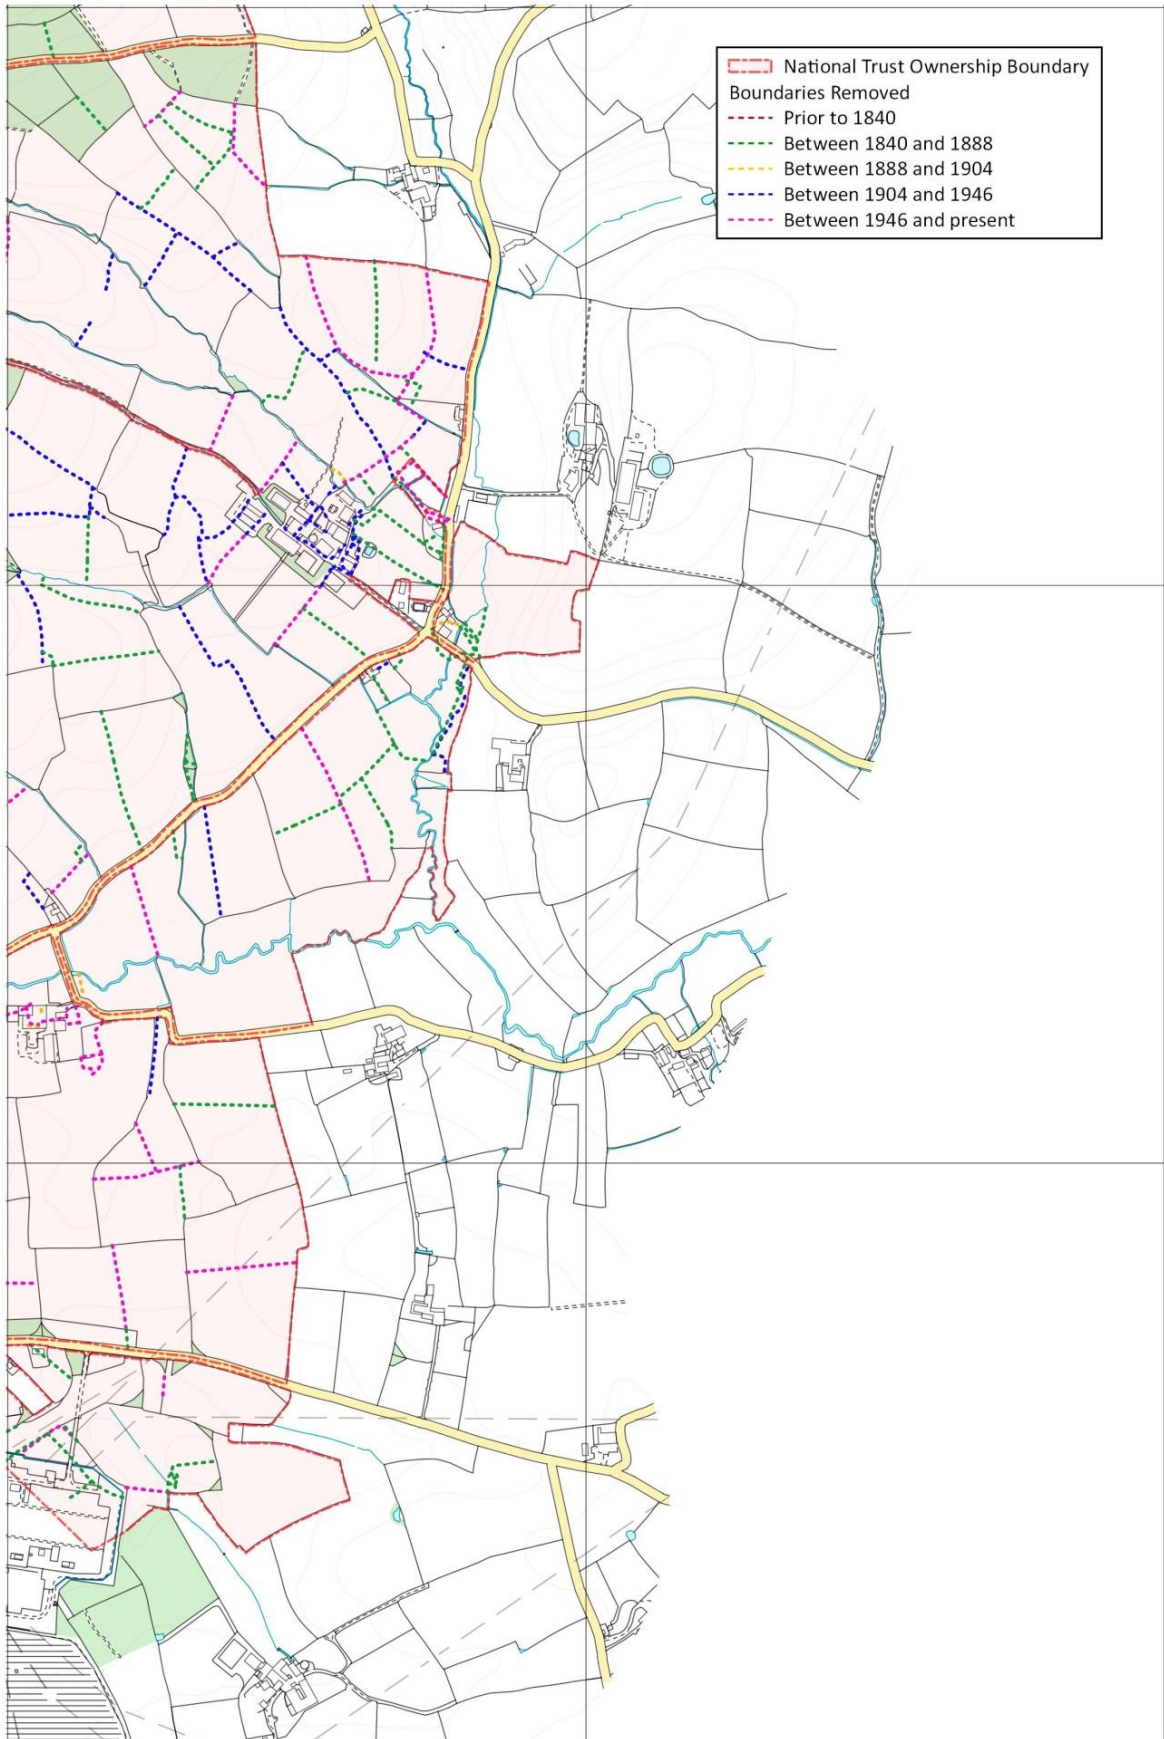 National Trust Ownership Boundary
Boundaries Removed
Prior to 1840
Between 1840 and 1888
Between 1888 and 1904
Between 1904 and 1946
Between 1946 and present